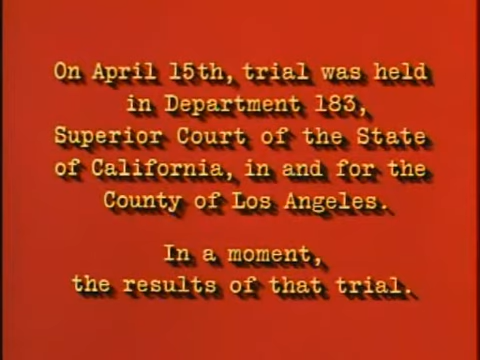 On April 15th, trial was held
in Department 183,
Superior Court of the State
of California, in and for the
County of Los Angeles.
In a moment,
the results of that trial.